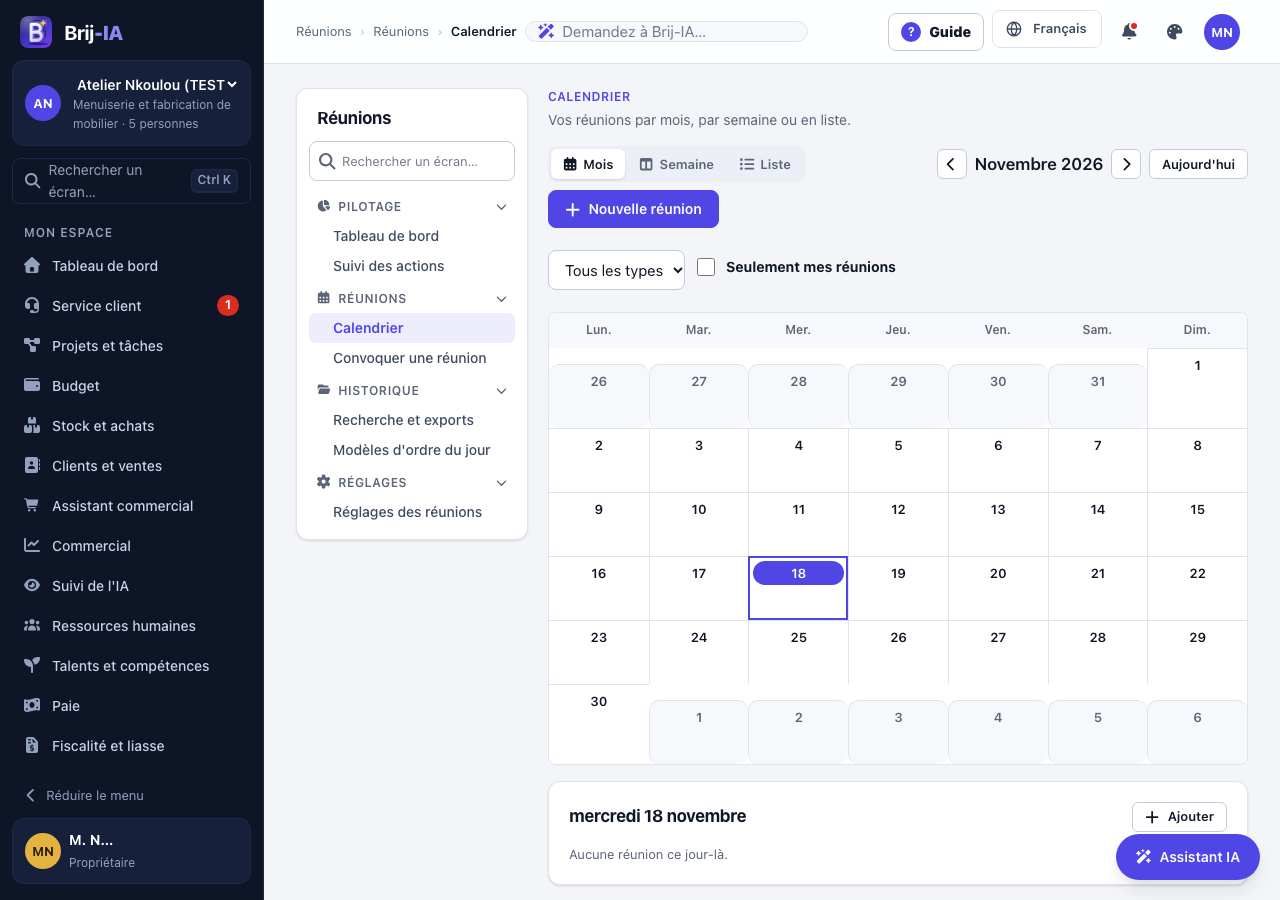 Brij-IA
AN
Atelier Nkoulou (TEST
Menuiserie et fabrication de
mobilier · 5 personnes
Rechercher un
écran...
Ctrl K
MON ESPACE
Tableau de bord
Service client
1
Projets et tâches
Budget
Stock et achats
Clients et ventes
Assistant commercial
Commercial
Suivi de l'IA
Ressources humaines
Talents et compétences
Paie
Fiscalité et liasse
Réduire le menu
MN
M. N...
Propriétaire
Réunions › Réunions › Calendrier
Demandez à Brij-IA...
? Guide
Français
MN
Réunions
Rechercher un écran...
PILOTAGE
Tableau de bord
Suivi des actions
RÉUNIONS
Calendrier
Convoquer une réunion
HISTORIQUE
Recherche et exports
Modèles d'ordre du jour
RÉGLAGES
Réglages des réunions
CALENDRIER
Vos réunions par mois, par semaine ou en liste.
Mois Semaine Liste
Novembre 2026
Aujourd'hui
Nouvelle réunion
Tous les types
Seulement mes réunions
Lun. Mar. Mer. Jeu. Ven. Sam. Dim.
26 27 28 29 30 31 1
2 3 4 5 6 7 8
9 10 11 12 13 14 15
16 17 18 19 20 21 22
23 24 25 26 27 28 29
30 1 2 3 4 5 6
mercredi 18 novembre
Ajouter
Aucune réunion ce jour-là.
Assistant IA